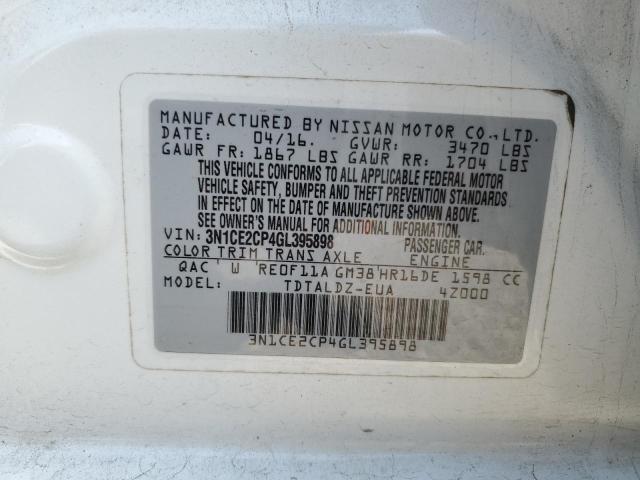 MANUFACTURED BY NISSAN MOTOR CO.,LTD.
DATE: 04/16. GVWR: 3470 LBS
GAWR FR: 1867 LBS GAWR RR: 1704 LBS
THIS VEHICLE CONFORMS TO ALL APPLICABLE FEDERAL MOTOR
VEHICLE SAFETY, BUMPER AND THEFT PREVENTION STANDARDS
IN EFFECT ON THE DATE OF MANUFACTURE SHOWN ABOVE.
SEE OWNER'S MANUAL FOR ADDITIONAL INFORMATION.
VIN: 3N1CE2CP4GL395898 PASSENGER CAR.
COLOR TRIM TRANS AXLE ENGINE
QAC W RE0F11A GM38 HR16DE 1598 CC
MODEL: TDTALDZ-EUA 4Z000
3N1CE2CP4GL395898